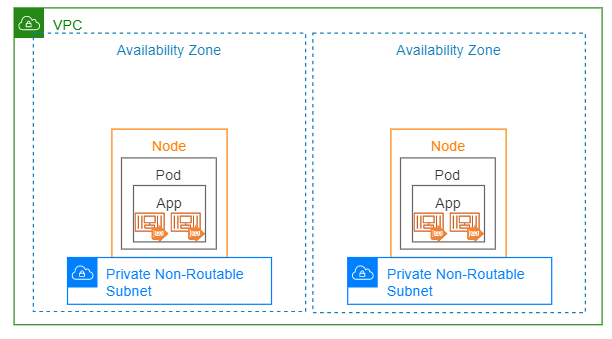 VPC
Availability Zone
Availability Zone
Node
Pod
App
Node
Pod
App
Private Non-Routable
Subnet
Private Non-Routable
Subnet